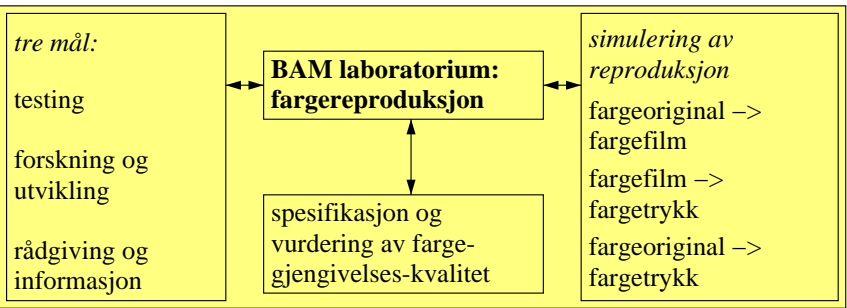 tre mål:
testing
forskning og
utvikling
rådgiving og
informasjon
BAM laboratorium:
fargereproduksjon
spesifikasjon og
vurdering av farge-
gjengivelses-kvalitet
simulering av
reproduksjon
fargeoriginal −>
fargefilm
fargefilm −>
fargetrykk
fargeoriginal −>
fargetrykk